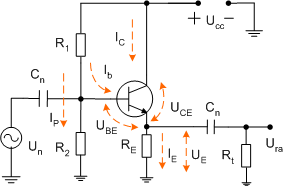 + U_cc −
R_1
I_C
C_n
I_b
I_P
U_CE
C_n
U_BE
U_n
R_2
R_E
I_E
U_E
R_t
U_ra